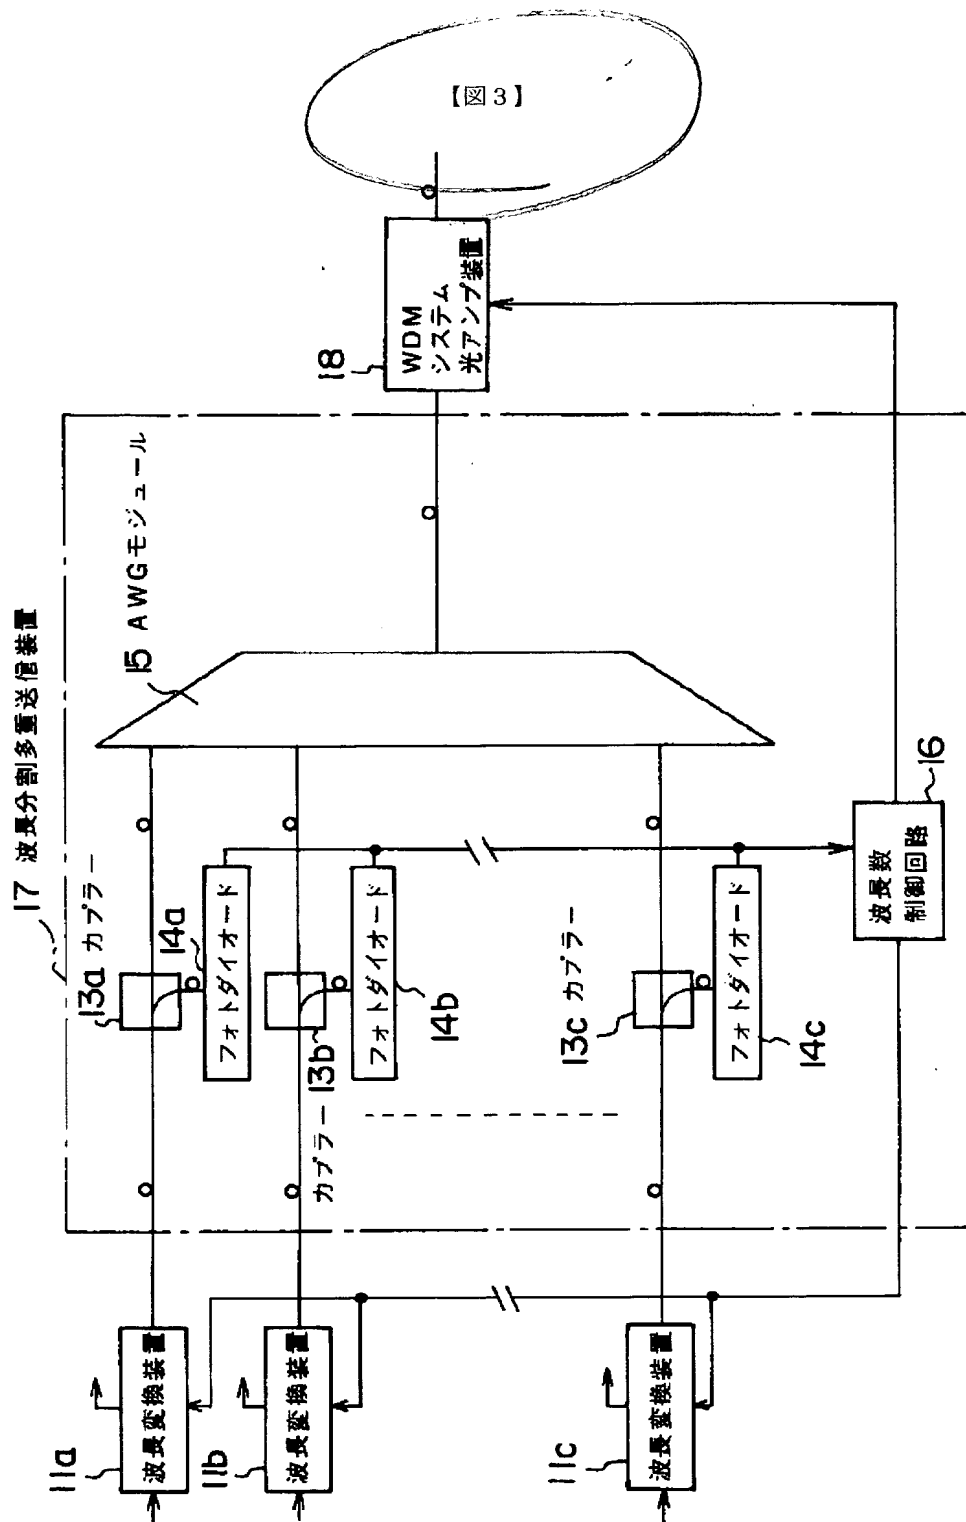 【図3】
17 波長分割多重送信装置
15 AWGモジュール
18
WDM
システム
光アンプ装置
13a カプラー
14a
フォトダイオード
13b
カプラー
フォトダイオード
14b
13c カプラー
フォトダイオード
14c
波長数
制御回路
16
11a
波長変換装置
11b
波長変換装置
11c
波長変換装置